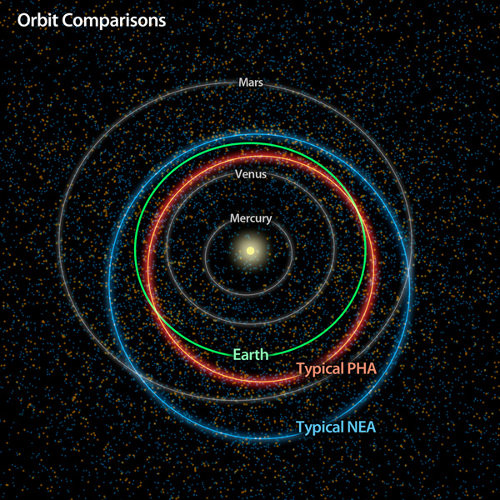 Orbit Comparisons
Mars
Venus
Mercury
Earth
Typical PHA
Typical NEA